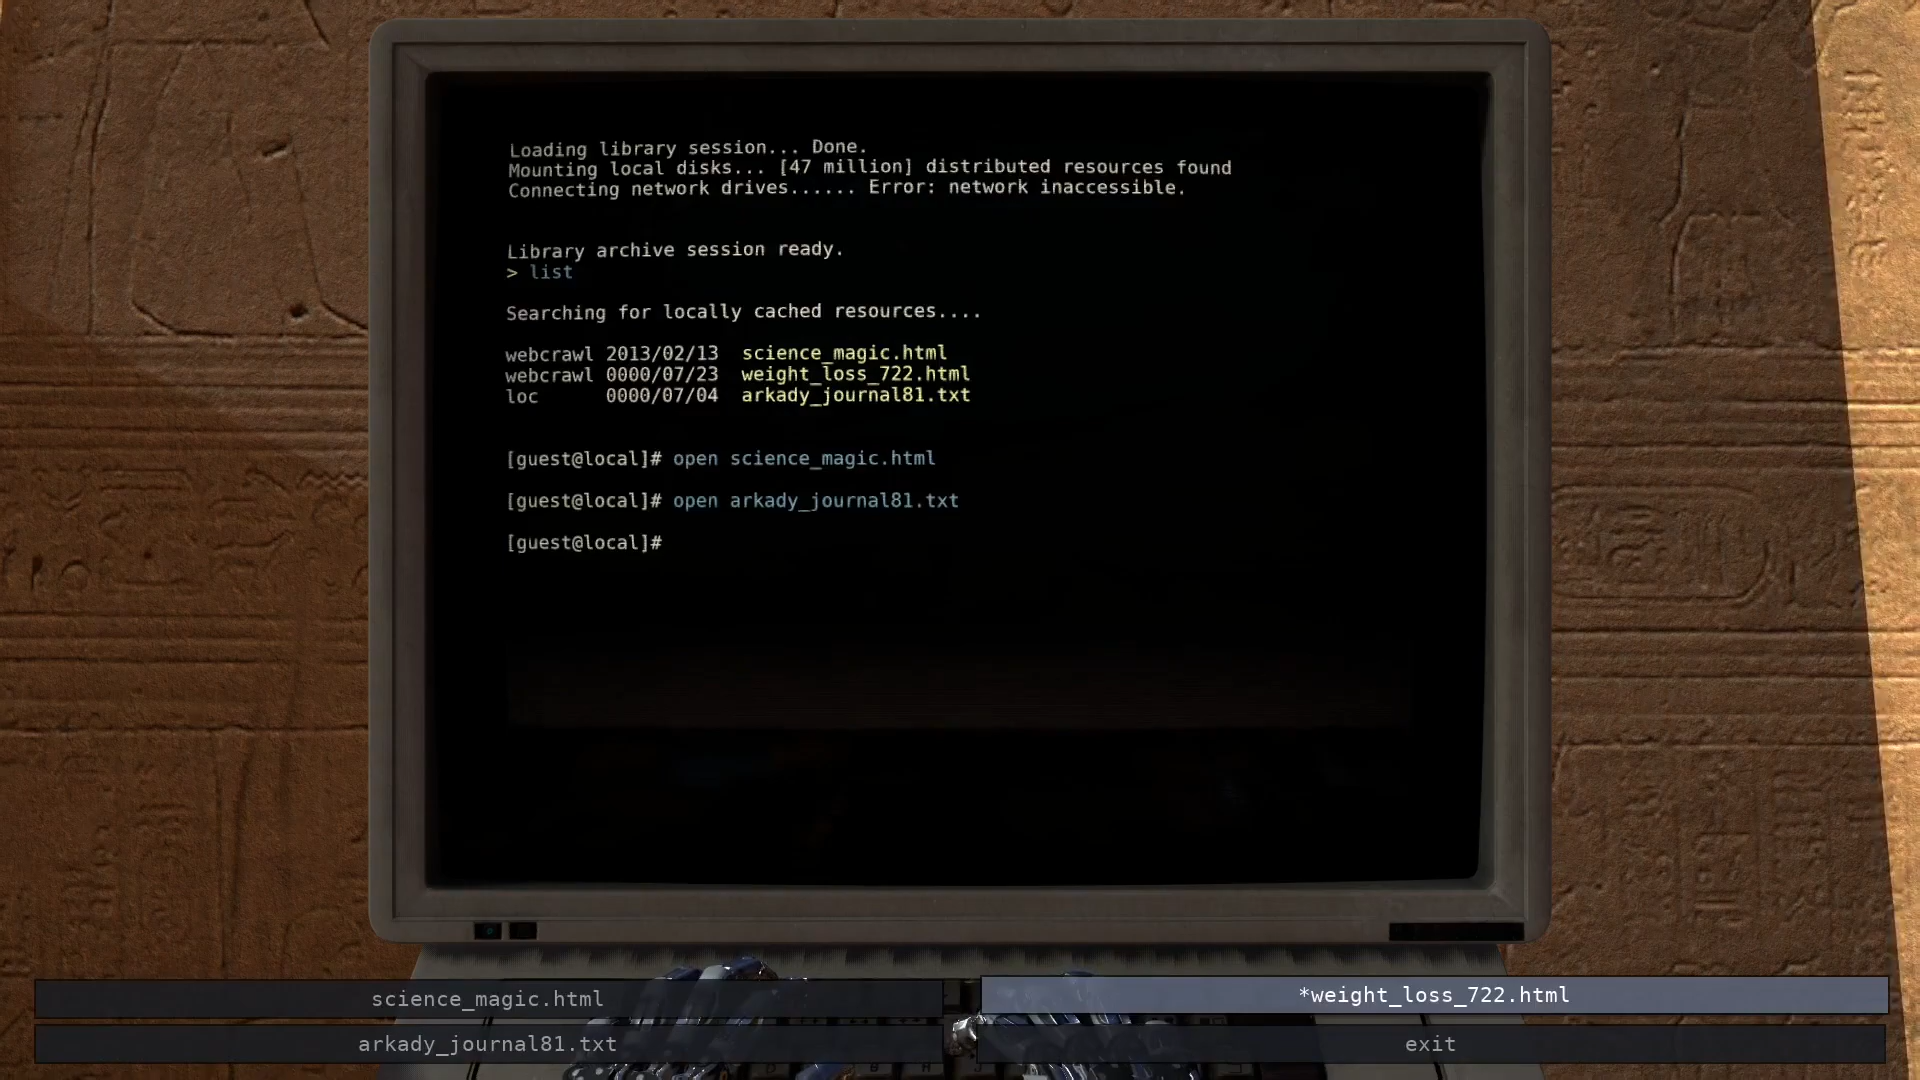 Loading library session... Done.
Mounting local disks... [47 million] distributed resources found
Connecting network drives...... Error: network inaccessible.
Library archive session ready.
> list
Searching for locally cached resources....
webcrawl 2013/02/13 science_magic.html
webcrawl 0000/07/23 weight_loss_722.html
loc 0000/07/04 arkady_journal81.txt
[guest@local]# open science_magic.html
[guest@local]# open arkady_journal81.txt
[guest@local]#
science_magic.html
*weight_loss_722.html
arkady_journal81.txt
exit